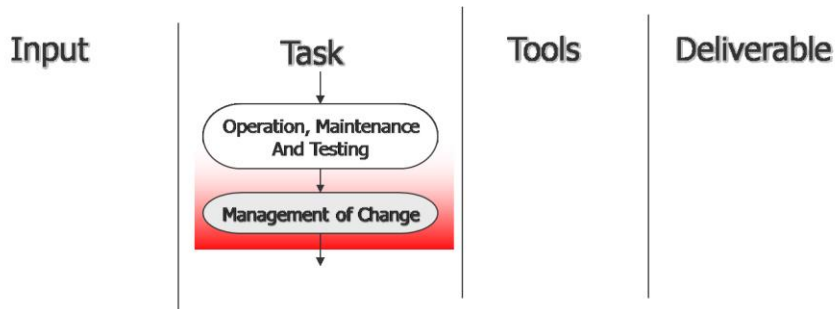 Input
Task
Tools
Deliverable
Operation, Maintenance
And Testing
Management of Change